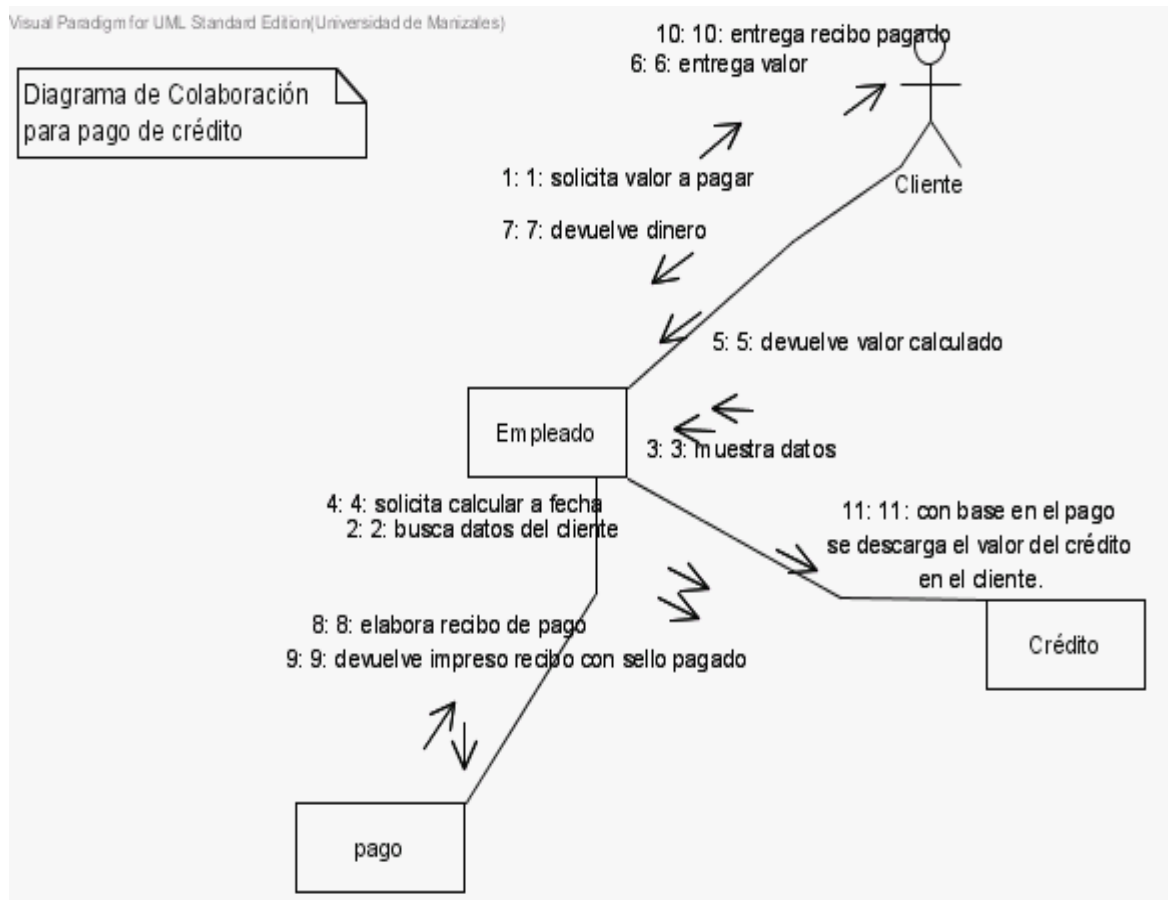 Visual Paradigm for UML Standard Edition(Universidad de Manizales)
10: 10: entrega recibo pagado
6: 6: entrega valor
Diagrama de Colaboración
para pago de crédito
1: 1: solicita valor a pagar
Cliente
7: 7: devuelve dinero
5: 5: devuelve valor calculado
Empleado
3: 3: muestra datos
4: 4: solicita calcular a fecha
2: 2: busca datos del cliente
11: 11: con base en el pago
se descarga el valor del crédito
en el cliente.
8: 8: elabora recibo de pago
9: 9: devuelve impreso recibo con sello pagado
Crédito
pago